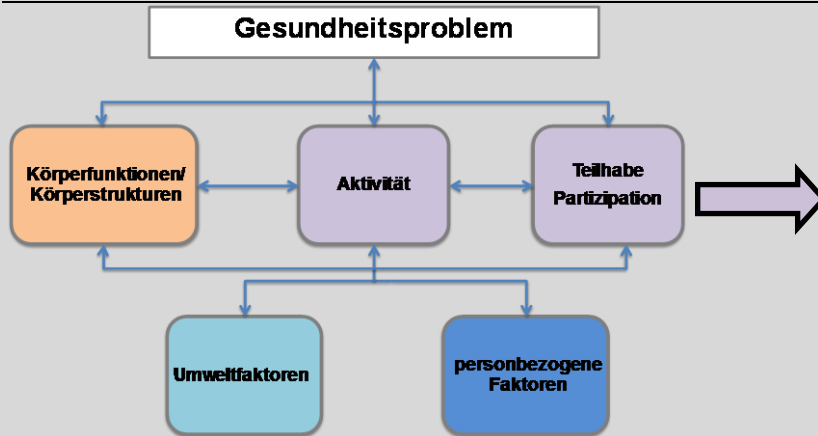 Gesundheitsproblem
Körperfunktionen/
Körperstrukturen
Aktivität
Teilhabe
Partizipation
Umweltfaktoren
personbezogene
Faktoren